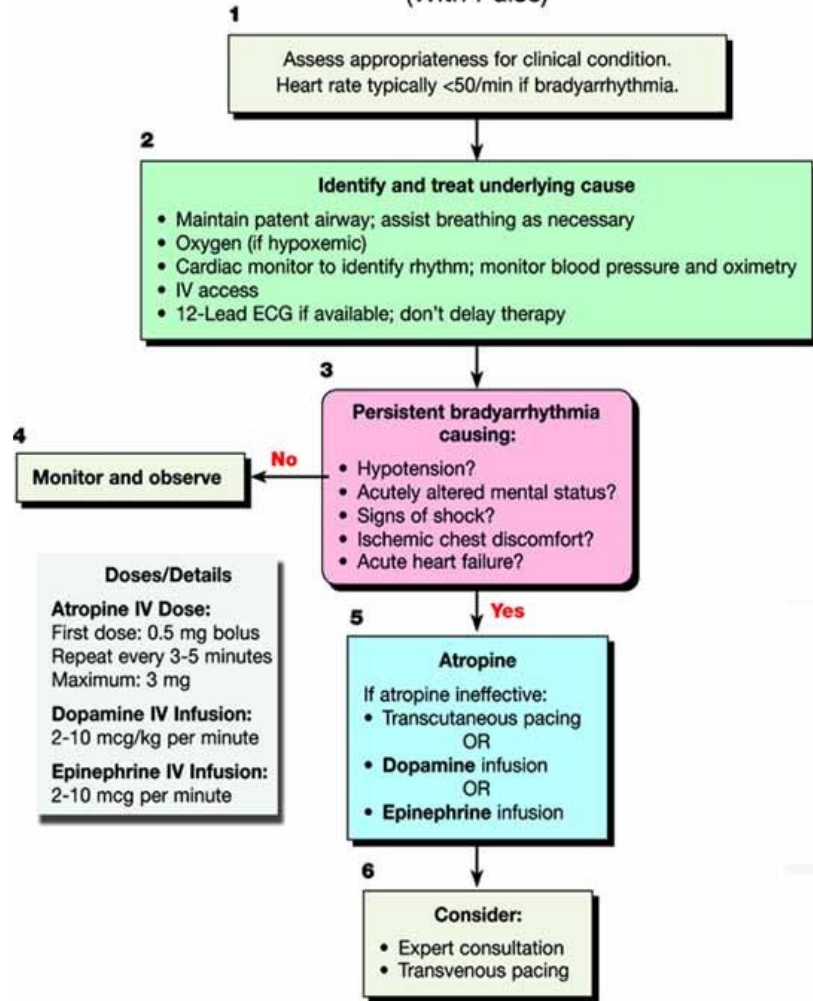 (With Pulse)
1
Assess appropriateness for clinical condition.
Heart rate typically <50/min if bradyarrhythmia.
2
Identify and treat underlying cause
• Maintain patent airway; assist breathing as necessary
• Oxygen (if hypoxemic)
• Cardiac monitor to identify rhythm; monitor blood pressure and oximetry
• IV access
• 12-Lead ECG if available; don't delay therapy
3
Persistent bradyarrhythmia
causing:
• Hypotension?
• Acutely altered mental status?
• Signs of shock?
• Ischemic chest discomfort?
• Acute heart failure?
No
4
Monitor and observe
Yes
Doses/Details
Atropine IV Dose:
First dose: 0.5 mg bolus
Repeat every 3-5 minutes
Maximum: 3 mg
Dopamine IV Infusion:
2-10 mcg/kg per minute
Epinephrine IV Infusion:
2-10 mcg per minute
5
Atropine
If atropine ineffective:
• Transcutaneous pacing
OR
• Dopamine infusion
OR
• Epinephrine infusion
6
Consider:
• Expert consultation
• Transvenous pacing